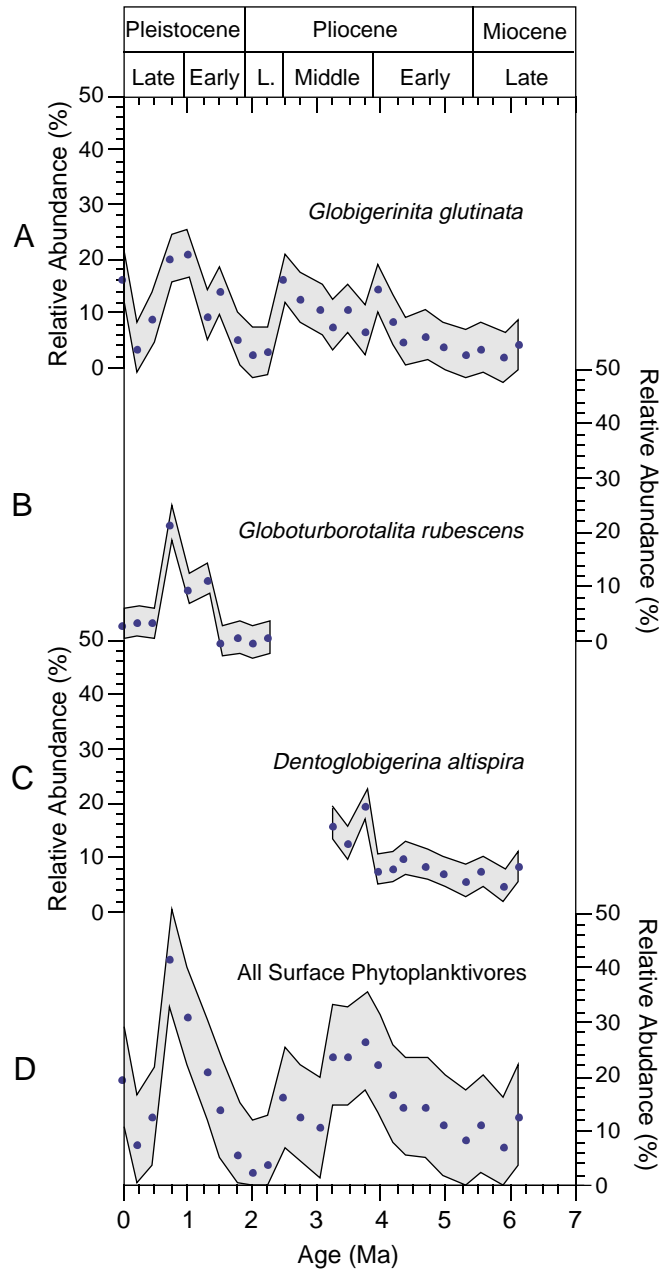 Pleistocene Pliocene Miocene
Late Early L. Middle Early Late
50
40
30
20
10
0
Relative Abundance (%)
A
Globigerinita glutinata
50
40
30
20
10
0
Relative Abundance (%)
B
Globoturborotalita rubescens
50
40
30
20
10
0
Relative Abundance (%)
C
Dentoglobigerina altispira
50
40
30
20
10
0
Relative Abudance (%)
D
All Surface Phytoplanktivores
0 1 2 3 4 5 6 7
Age (Ma)